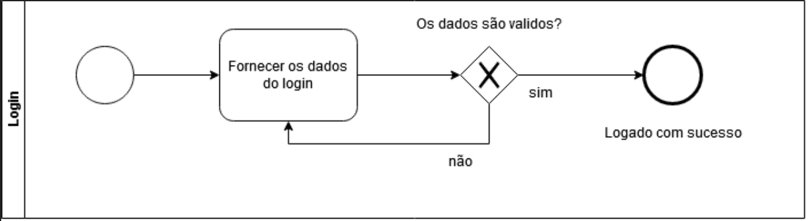 Login
Fornecer os dados
do login
Os dados são validos?
sim
não
Logado com sucesso